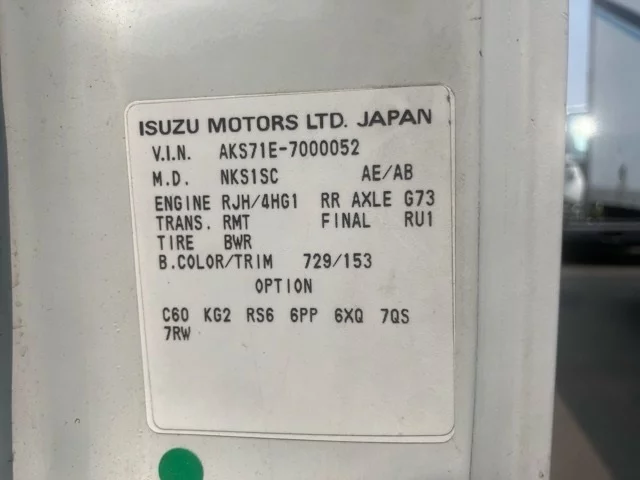 ISUZU MOTORS LTD. JAPAN
V.I.N. AKS71E-7000052
M.D. NKS1SC AE/AB
ENGINE RJH/4HG1 RR AXLE G73
TRANS. RMT FINAL RU1
TIRE BWR
B.COLOR/TRIM 729/153
OPTION
C60 KG2 RS6 6PP 6XQ 7QS
7RW